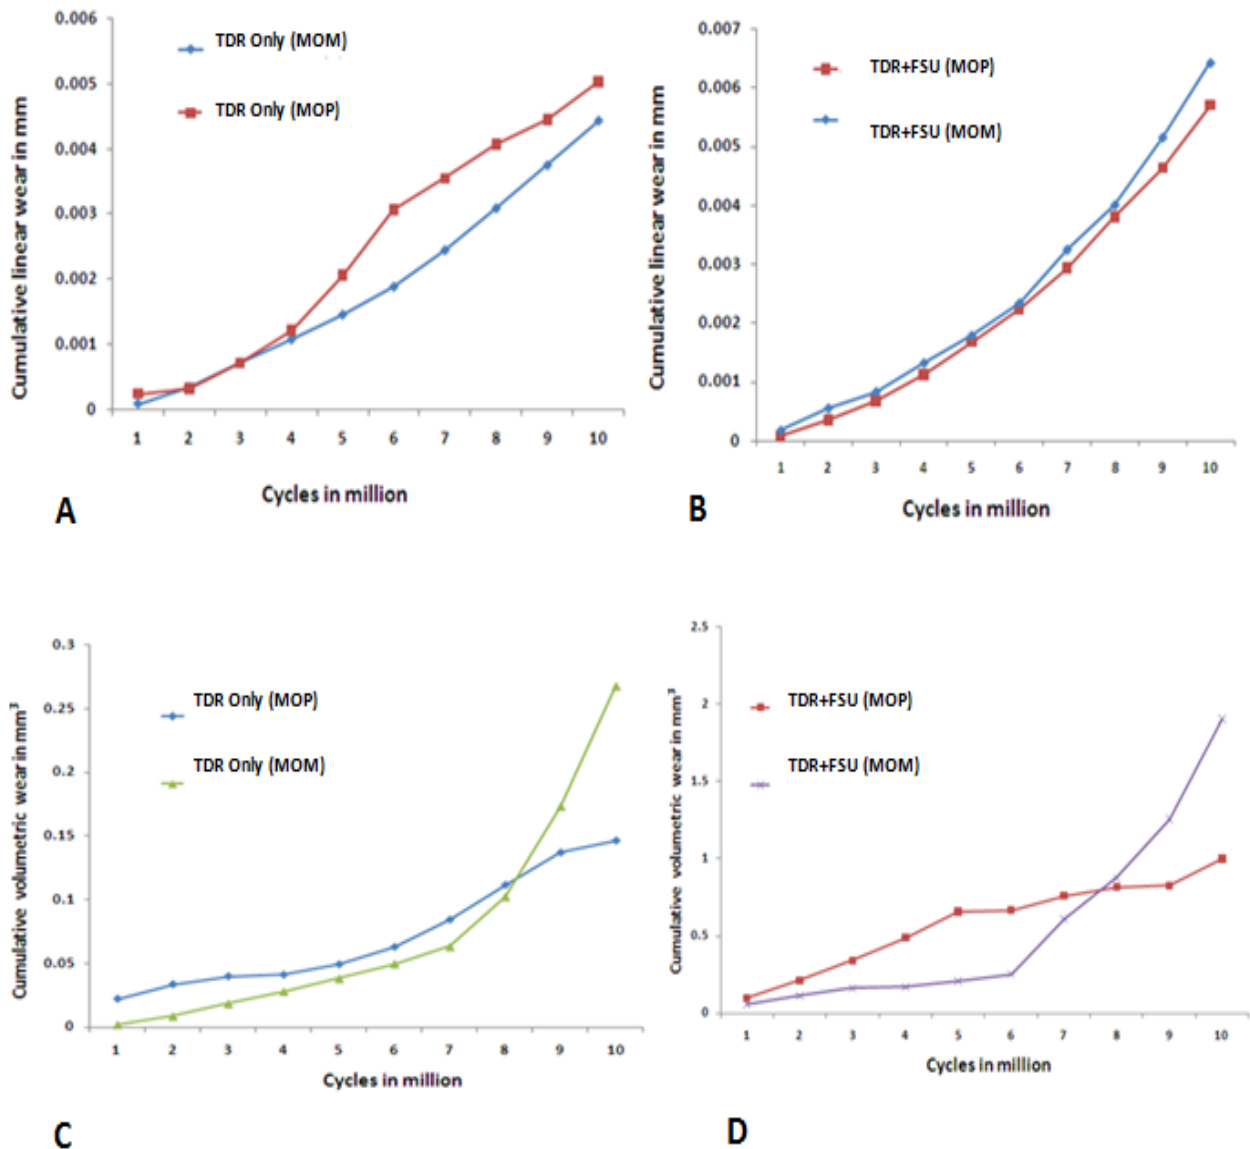 0.006
0.005
0.004
0.003
0.002
0.001
0
Cumulative linear wear in mm
TDR Only (MOM)
TDR Only (MOP)
1 2 3 4 5 6 7 8 9 10
Cycles in million
A
0.007
0.006
0.005
0.004
0.003
0.002
0.001
0
Cumulative linear wear in mm
TDR+FSU (MOP)
TDR+FSU (MOM)
1 2 3 4 5 6 7 8 9 10
Cycles in million
B
0.3
0.25
0.2
0.15
0.1
0.05
0
Cumulative volumetric wear in mm³
TDR Only (MOP)
TDR Only (MOM)
1 2 3 4 5 6 7 8 9 10
Cycles in million
C
2.5
2
1.5
1
0.5
0
Cumulative volumetric wear in mm³
TDR+FSU (MOP)
TDR+FSU (MOM)
1 2 3 4 5 6 7 8 9 10
Cycles in million
D